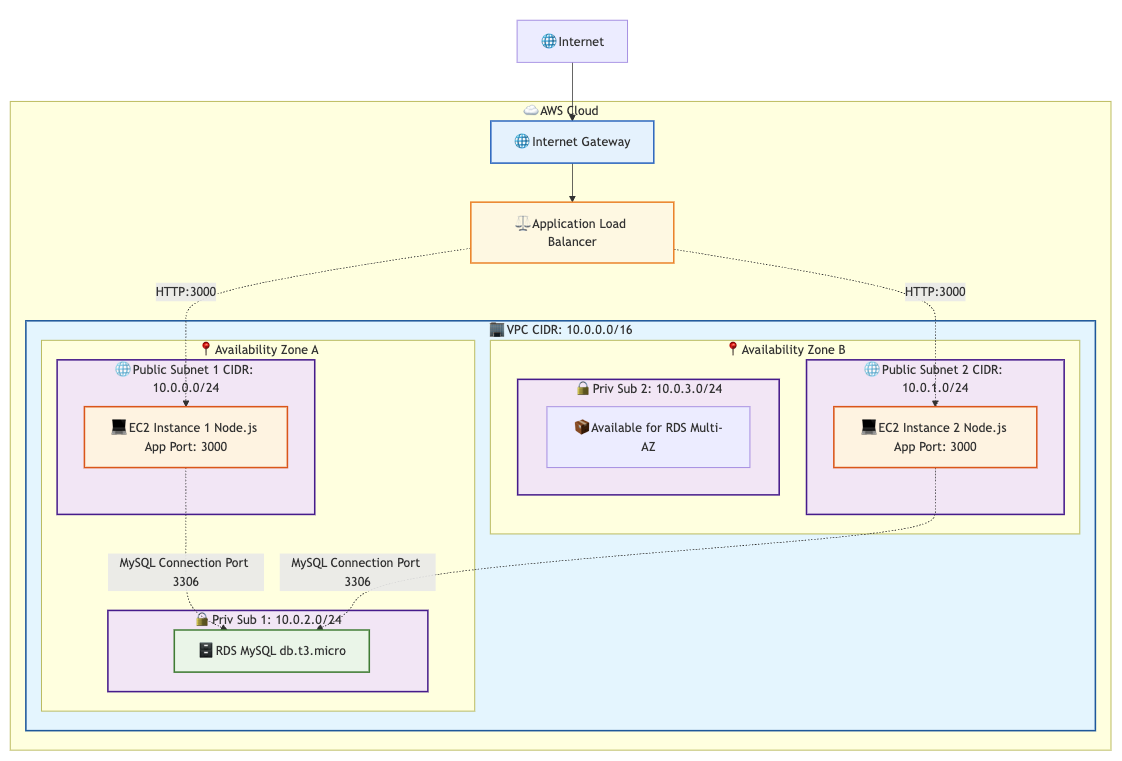 Internet
AWS Cloud
Internet Gateway
Application Load
Balancer
HTTP:3000
HTTP:3000
VPC CIDR: 10.0.0.0/16
Availability Zone A
Public Subnet 1 CIDR:
10.0.0.0/24
EC2 Instance 1 Node.js
App Port: 3000
MySQL Connection Port
3306
MySQL Connection Port
3306
Priv Sub 1: 10.0.2.0/24
RDS MySQL db.t3.micro
Availability Zone B
Priv Sub 2: 10.0.3.0/24
Available for RDS Multi-
AZ
Public Subnet 2 CIDR:
10.0.1.0/24
EC2 Instance 2 Node.js
App Port: 3000